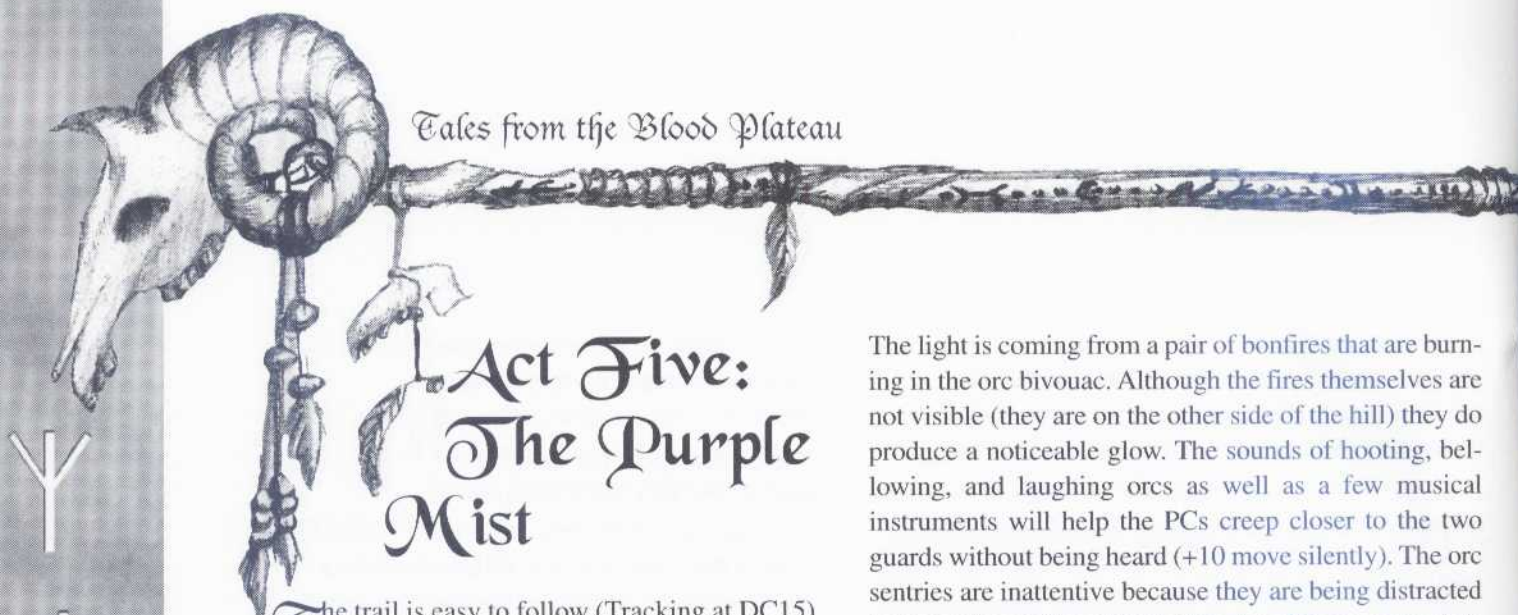 Tales from the Blood Plateau
Act Five:
The Purple
Mist
The trail is easy to follow (Tracking at DC15)
The light is coming from a pair of bonfires that are burn-
ing in the orc bivouac. Although the fires themselves are
not visible (they are on the other side of the hill) they do
produce a noticeable glow. The sounds of hooting, bel-
lowing, and laughing orcs as well as a few musical
instruments will help the PCs creep closer to the two
guards without being heard (+10 move silently). The orc
sentries are inattentive because they are being distracted